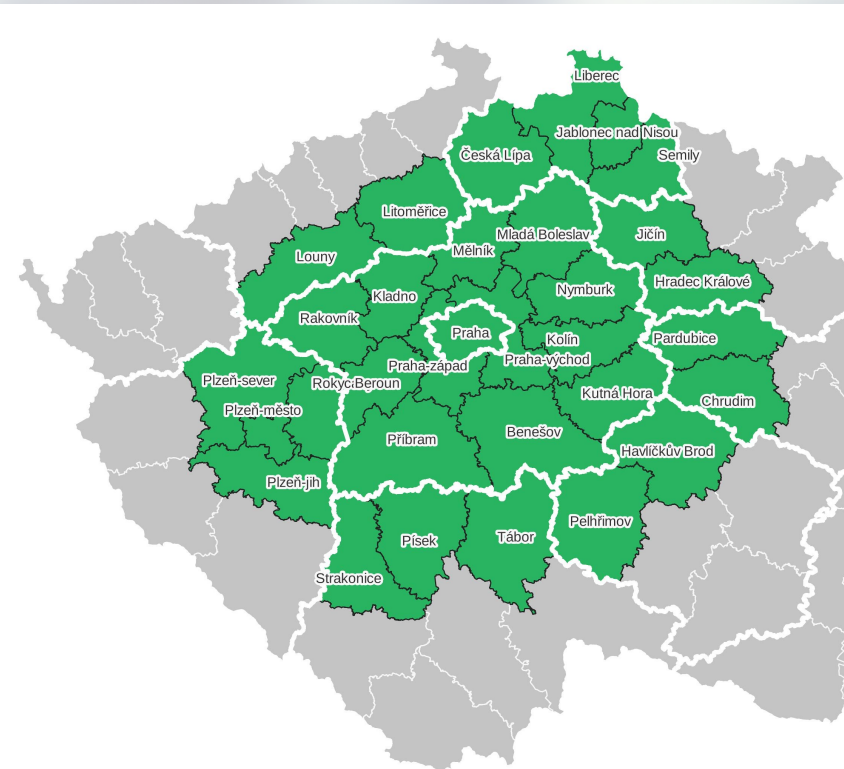 Liberec
Jablonec nad Nisou
Česká Lípa
Semily
Litoměřice
Mladá Boleslav
Jičín
Mělník
Louny
Hradec Králové
Nymburk
Kladno
Rakovník
Praha
Kolín
Pardubice
Praha-východ
Praha-západ
Plzeň-sever
Rokyc
Beroun
Kutná Hora
Chrudim
Plzeň-město
Benešov
Příbram
Havlíčkův Brod
Plzeň-jih
Pelhřimov
Tábor
Písek
Strakonice